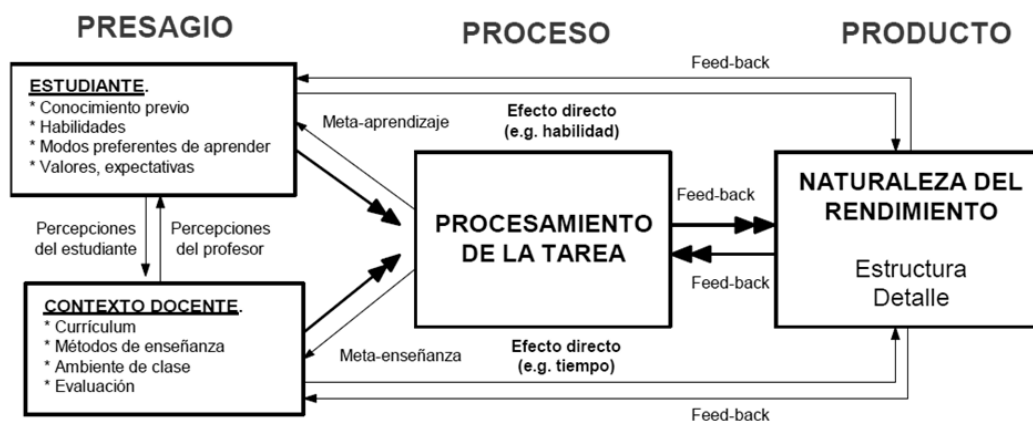 PRESAGIO
PROCESO
PRODUCTO
ESTUDIANTE.
* Conocimiento previo
* Habilidades
* Modos preferentes de aprender
* Valores, expectativas
Feed-back
Efecto directo
(e.g. habilidad)
Meta-aprendizaje
Percepciones
del estudiante
Percepciones
del profesor
PROCESAMIENTO
DE LA TAREA
Feed-back
Feed-back
NATURALEZA DEL
RENDIMIENTO
Estructura
Detalle
CONTEXTO DOCENTE.
* Currículum
* Métodos de enseñanza
* Ambiente de clase
* Evaluación
Meta-enseñanza
Efecto directo
(e.g. tiempo)
Feed-back